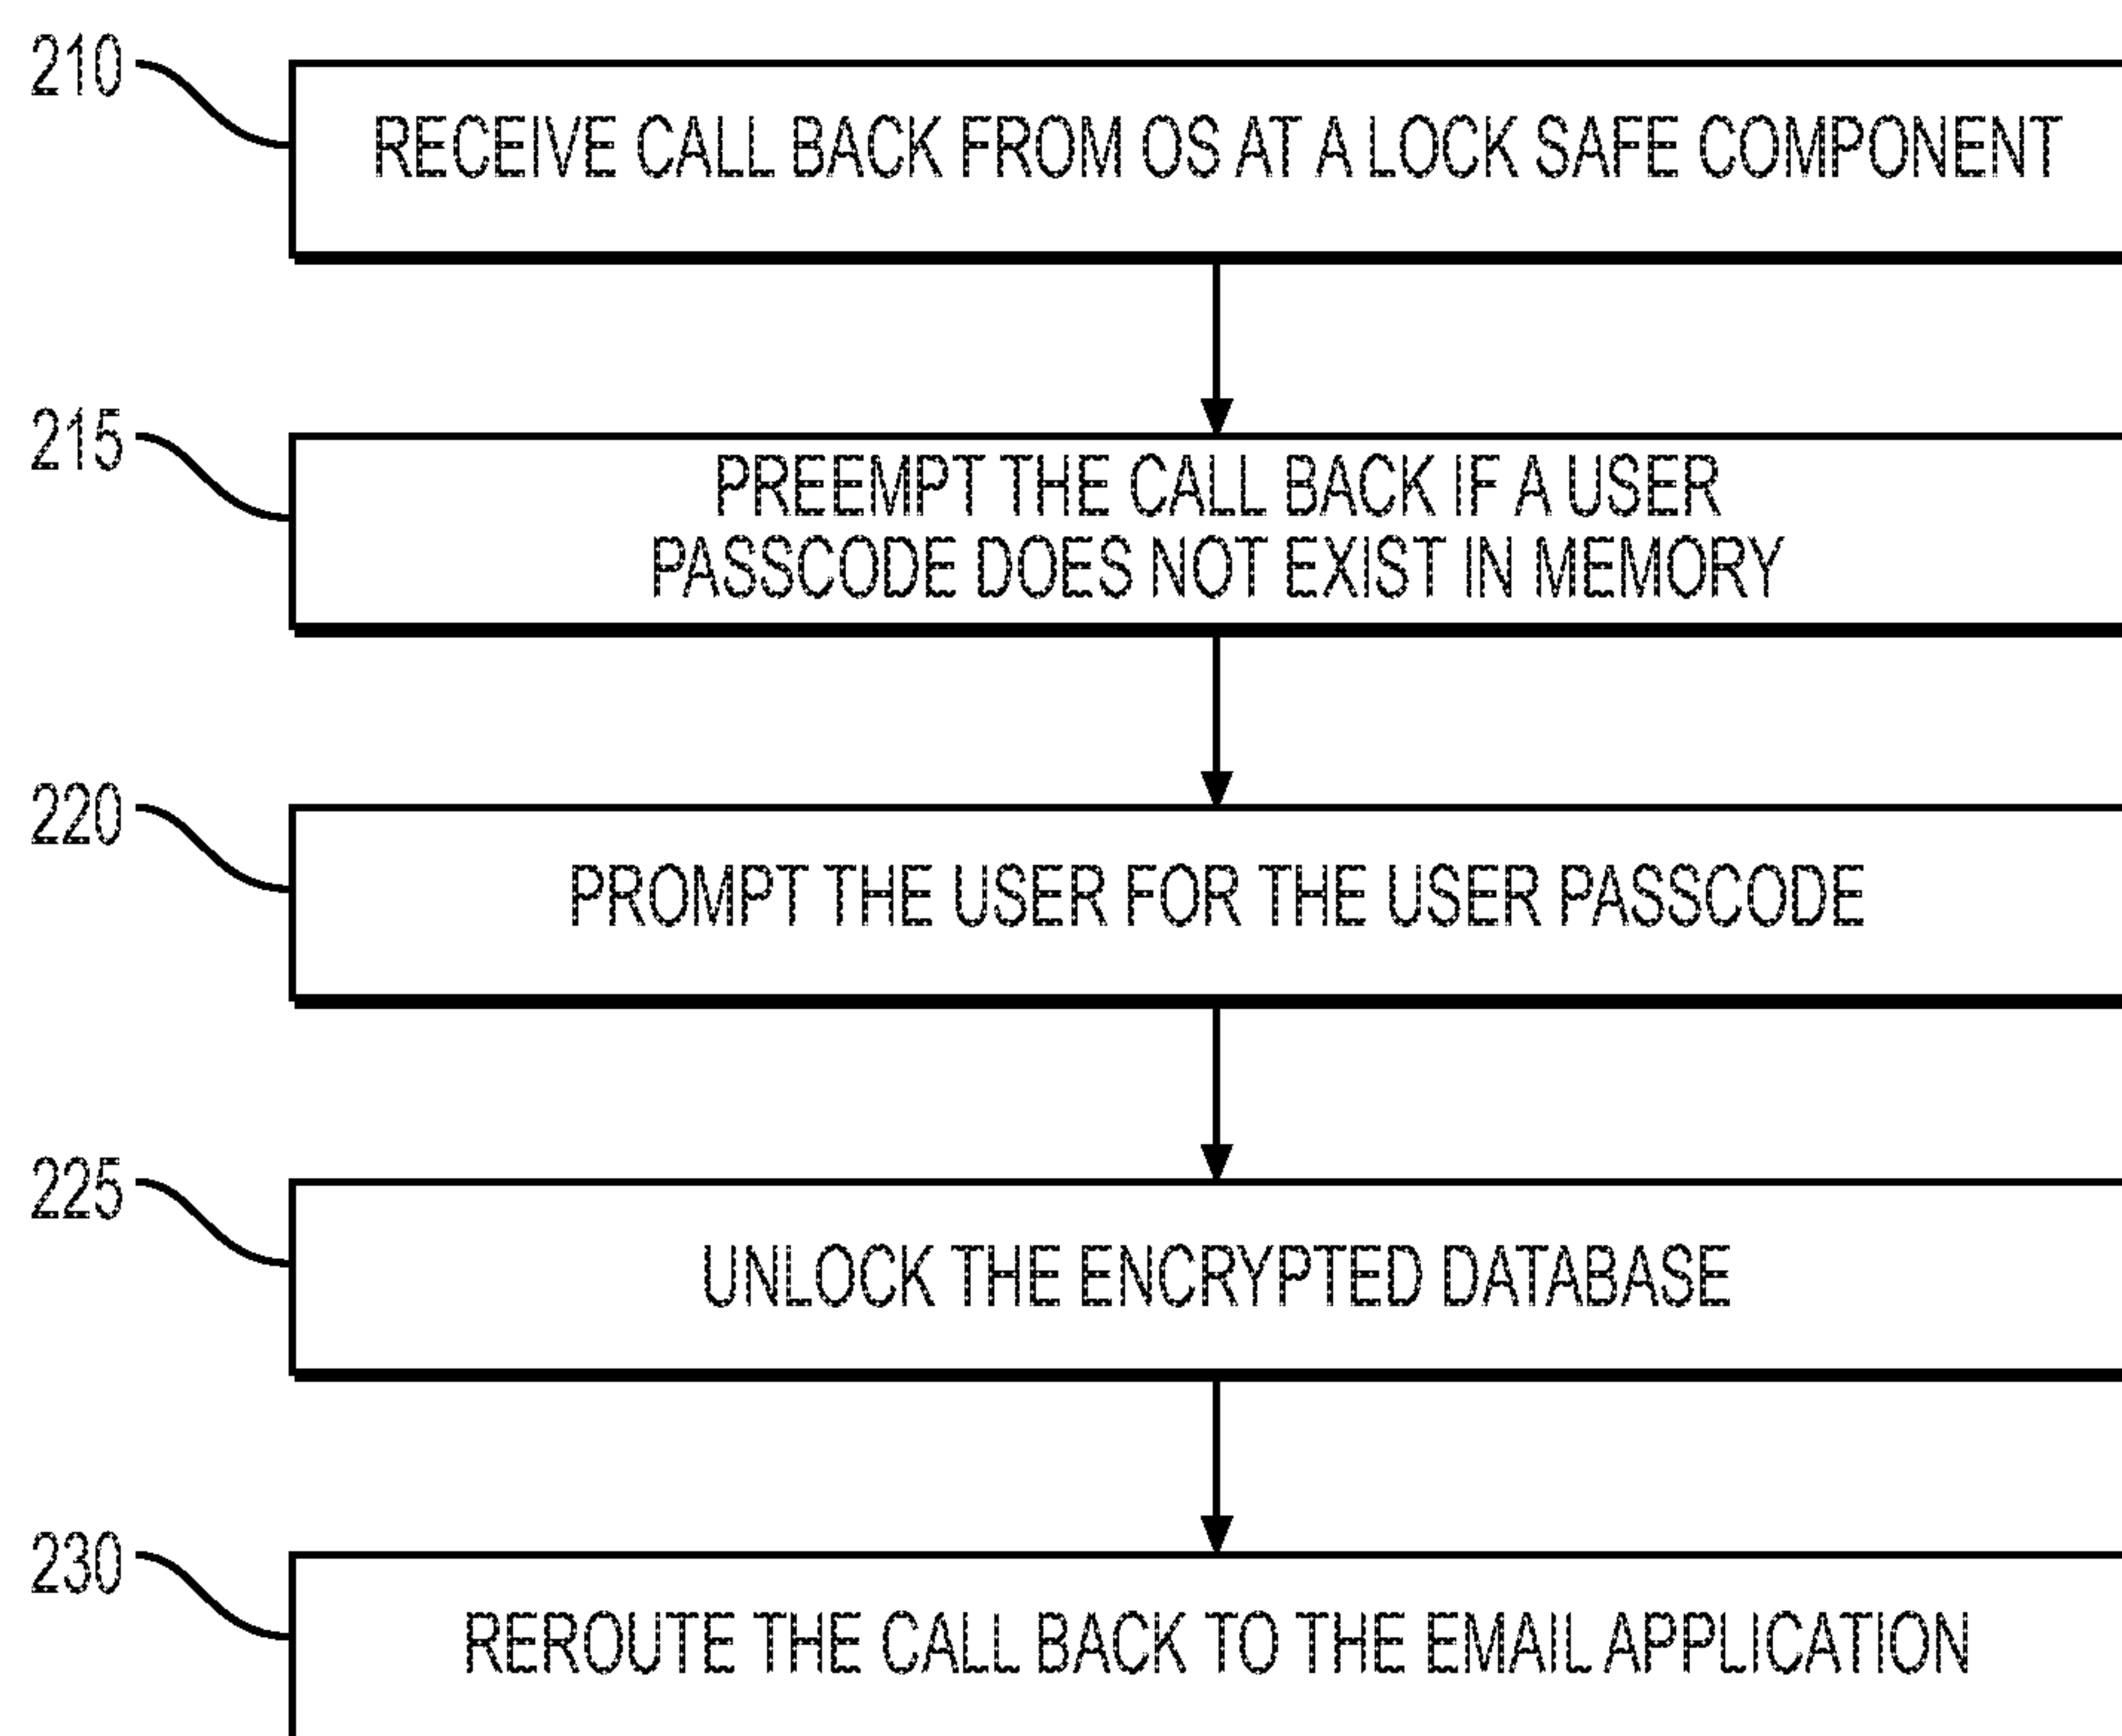 210
RECEIVE CALL BACK FROM OS AT A LOCK SAFE COMPONENT
215
PREEMPT THE CALL BACK IF A USER
PASSCODE DOES NOT EXIST IN MEMORY
220
PROMPT THE USER FOR THE USER PASSCODE
225
UNLOCK THE ENCRYPTED DATABASE
230
REROUTE THE CALL BACK TO THE EMAIL APPLICATION